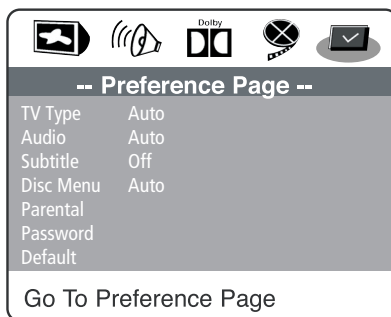 Dolby
-- Preference Page --
TV Type Auto
Audio Auto
Subtitle Off
Disc Menu Auto
Parental
Password
Default
Go To Preference Page